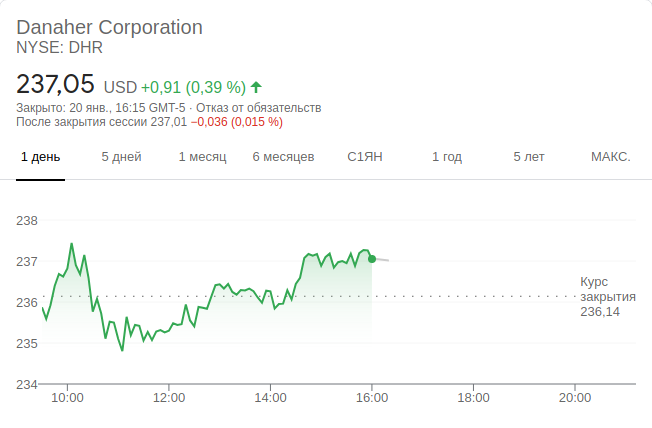 Danaher Corporation
NYSE: DHR
237,05 USD +0,91 (0,39 %)
Закрыто: 20 янв., 16:15 GMT-5 · Отказ от обязательств
После закрытия сессии 237,01 −0,036 (0,015 %)
1 день 5 дней 1 месяц 6 месяцев С1ЯН 1 год 5 лет МАКС.
238
237
236
235
234
Курс
закрытия
236,14
10:00 12:00 14:00 16:00 18:00 20:00